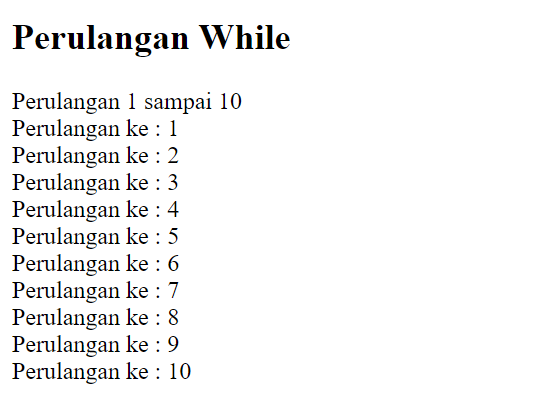 Perulangan While
Perulangan 1 sampai 10
Perulangan ke : 1
Perulangan ke : 2
Perulangan ke : 3
Perulangan ke : 4
Perulangan ke : 5
Perulangan ke : 6
Perulangan ke : 7
Perulangan ke : 8
Perulangan ke : 9
Perulangan ke : 10